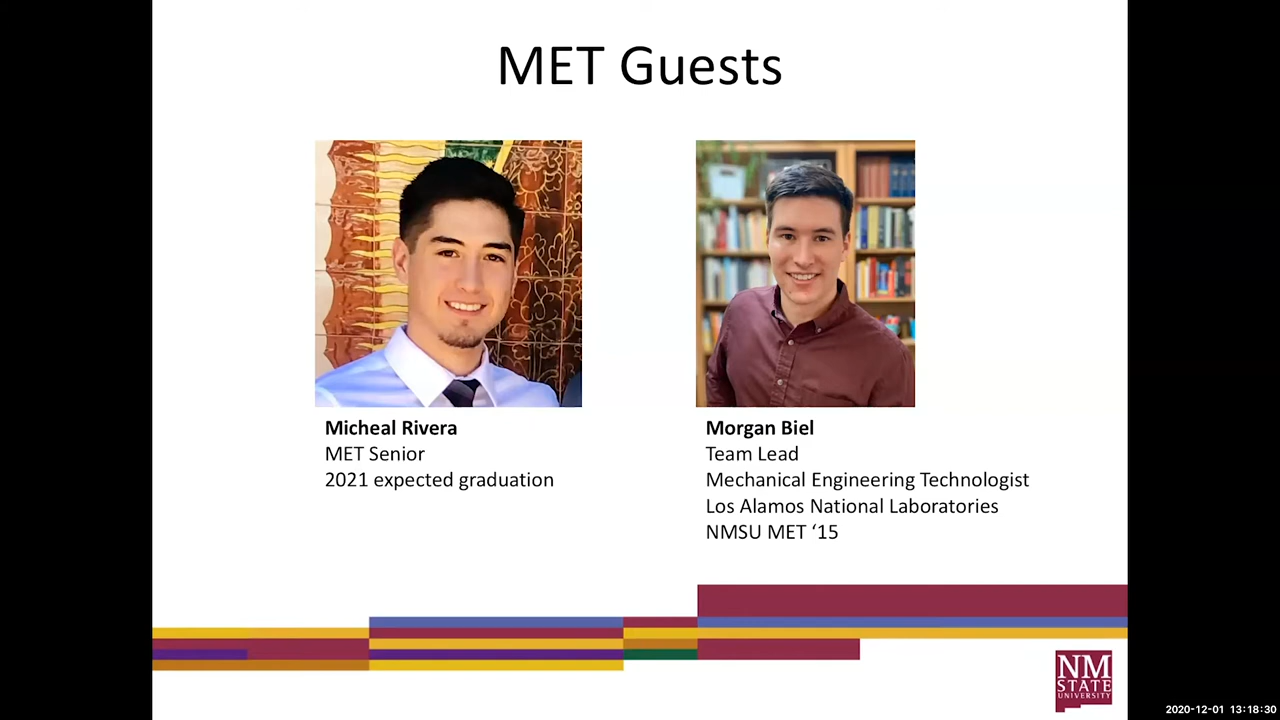 MET Guests
Micheal Rivera
MET Senior
2021 expected graduation
Morgan Biel
Team Lead
Mechanical Engineering Technologist
Los Alamos National Laboratories
NMSU MET ‘15
NM
STATE
UNIVERSITY
2020-12-01 13:18:30